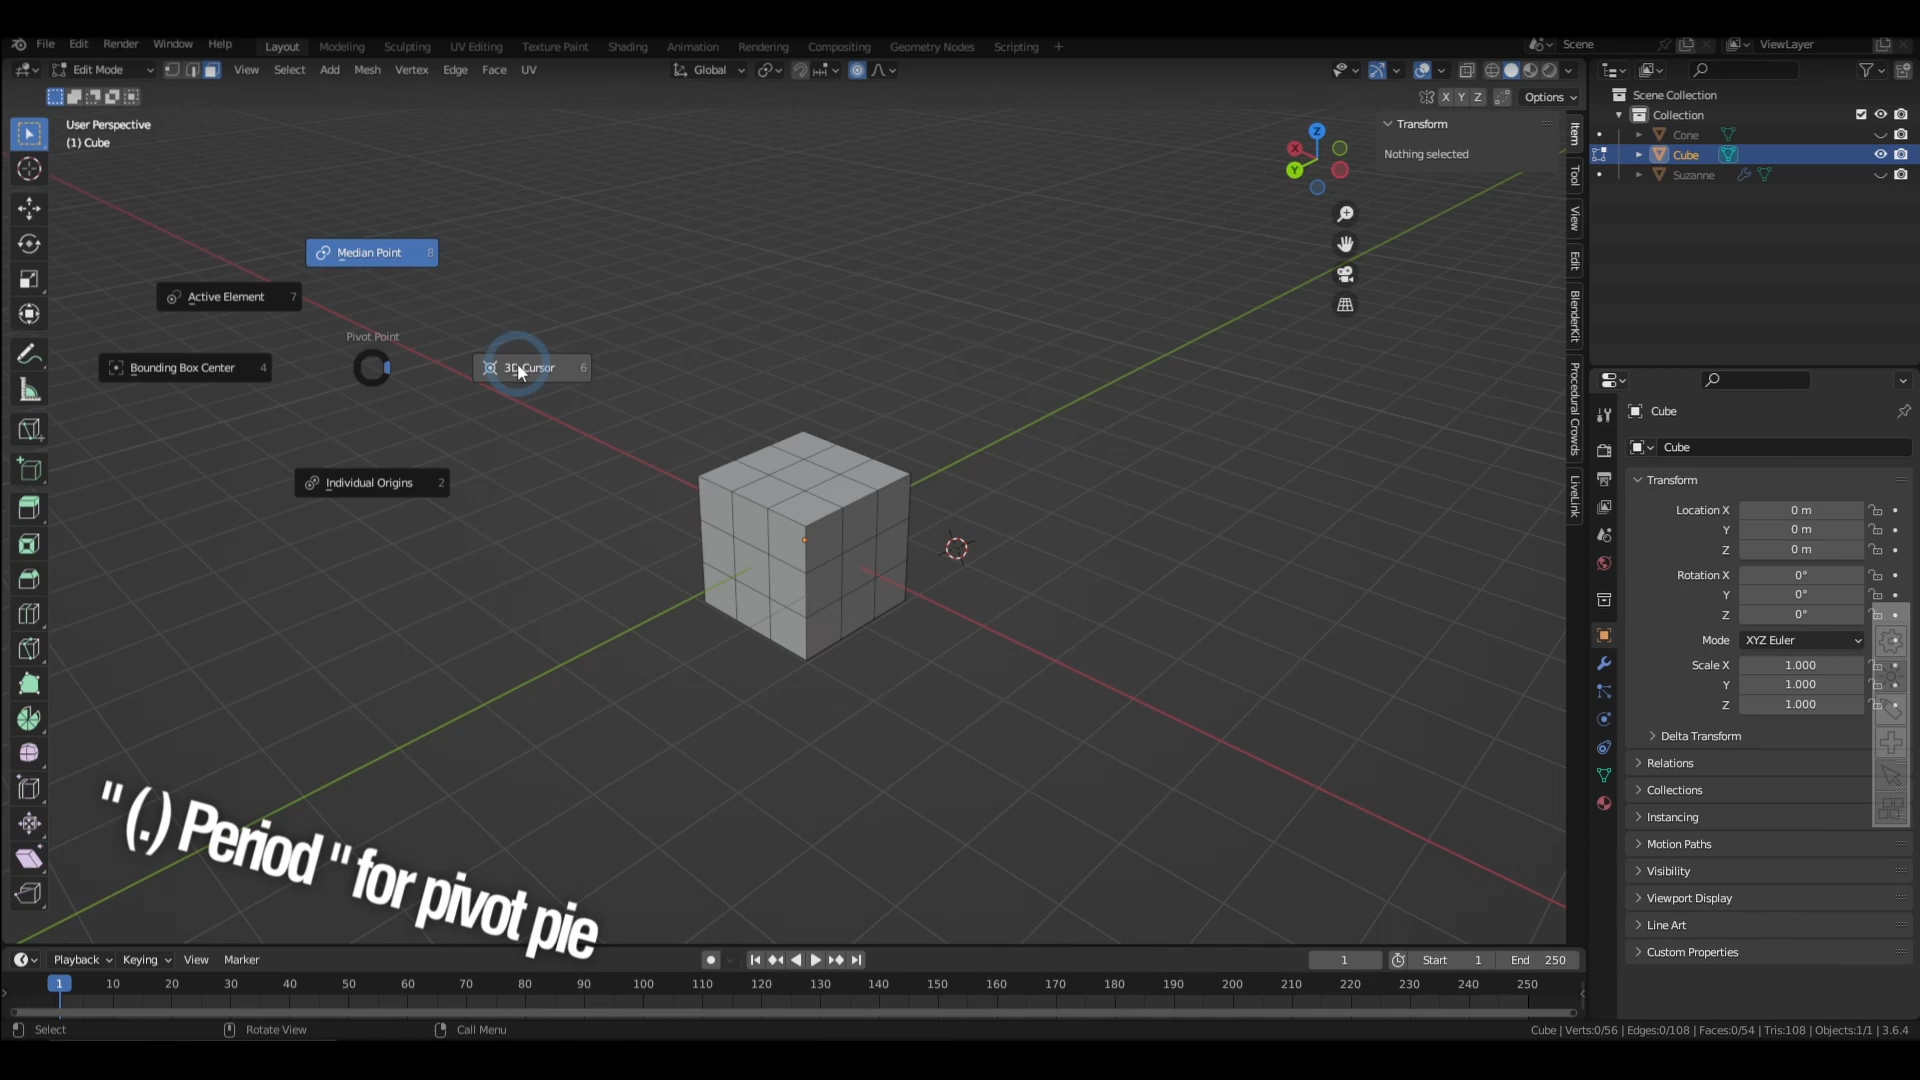 File Edit Render Window Help Layout Modeling Sculpting UV Editing Texture Paint Shading Animation Rendering Compositing Geometry Nodes Scripting + Scene ViewLayer
Edit Mode View Select Add Mesh Vertex Edge Face UV Global
X Y Z Options
User Perspective
(1) Cube
Transform
Nothing selected
Z
X
Y
Item
Tool
View
Edit
BlenderKit
Procedural Crowds
LiveLink
Median Point 8
Active Element 7
Pivot Point
Bounding Box Center 4
3D Cursor 6
Individual Origins 2
"(.) Period" for pivot pie
Scene Collection
Collection
Cone
Cube
Suzanne
Cube
Cube
Transform
Location X 0 m
Y 0 m
Z 0 m
Rotation X 0°
Y 0°
Z 0°
Mode XYZ Euler
Scale X 1.000
Y 1.000
Z 1.000
Delta Transform
Relations
Collections
Instancing
Motion Paths
Visibility
Viewport Display
Line Art
Custom Properties
Playback Keying View Marker 1 Start 1 End 250
1 10 20 30 40 50 60 70 80 90 100 110 120 130 140 150 160 170 180 190 200 210 220 230 240 250
Select Rotate View Call Menu Cube | Verts:0/56 | Edges:0/108 | Faces:0/54 | Tris:108 | Objects:1/1 | 3.6.4